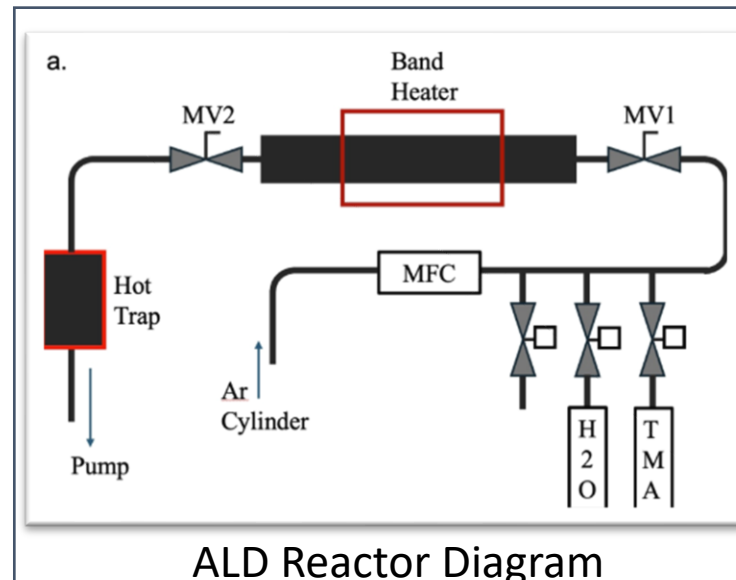 a.
Band
Heater
MV2
MV1
MFC
Hot
Trap
Ar
Cylinder
Pump
H
2
O
T
M
A
ALD Reactor Diagram